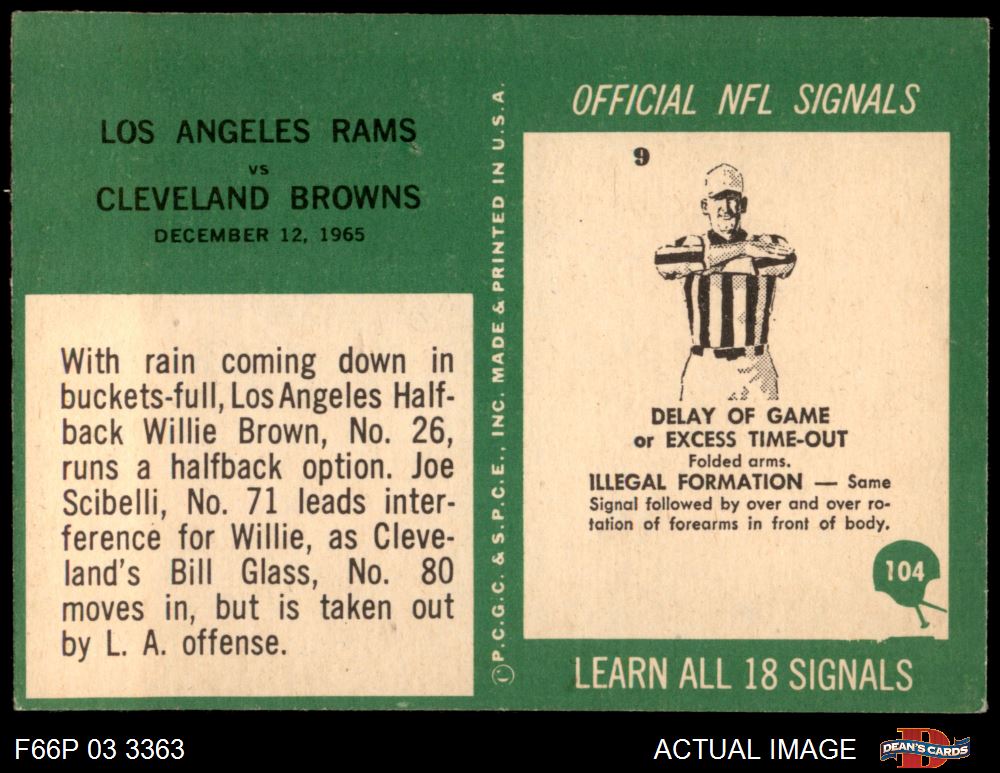 LOS ANGELES RAMS
vs
CLEVELAND BROWNS
DECEMBER 12, 1965
With rain coming down in
buckets-full, Los Angeles Half-
back Willie Brown, No. 26,
runs a halfback option. Joe
Scibelli, No. 71 leads inter-
ference for Willie, as Cleve-
land's Bill Glass, No. 80
moves in, but is taken out
by L. A. offense.
© P.C.G.C. & S.P.C.E., INC. MADE & PRINTED IN U.S.A.
OFFICIAL NFL SIGNALS
9
DELAY OF GAME
or EXCESS TIME-OUT
Folded arms.
ILLEGAL FORMATION — Same
Signal followed by over and over ro-
tation of forearms in front of body.
104
LEARN ALL 18 SIGNALS
F66P 03 3363
ACTUAL IMAGE
D
DEAN'S CARDS